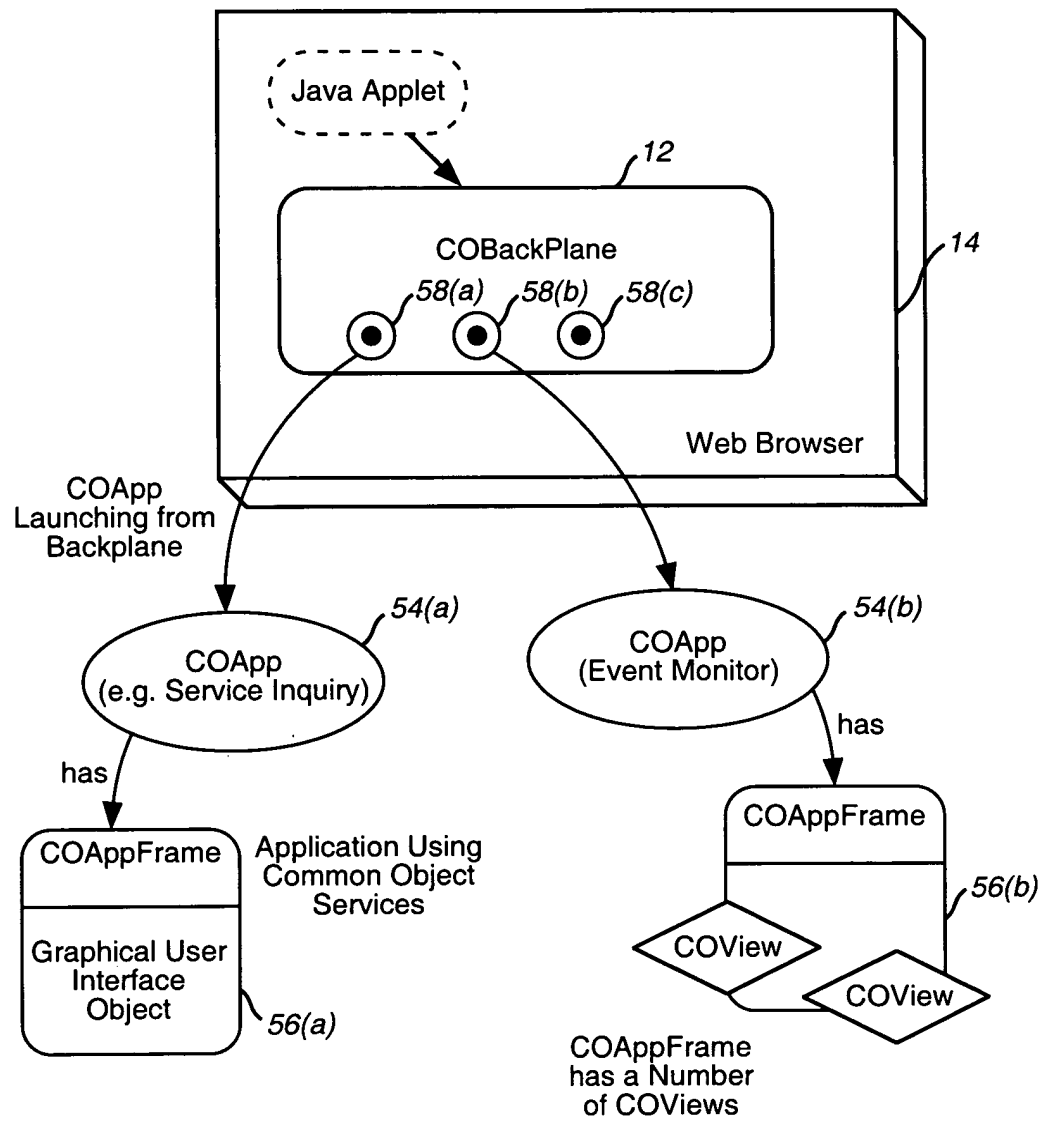 Java Applet
12
COBackPlane
14
58(a)
58(b)
58(c)
Web Browser
COApp
Launching from
Backplane
54(a)
COApp
(e.g. Service Inquiry)
54(b)
COApp
(Event Monitor)
has
has
COAppFrame
Graphical User
Interface
Object
56(a)
Application Using
Common Object
Services
COAppFrame
56(b)
COView
COView
COAppFrame
has a Number
of COViews